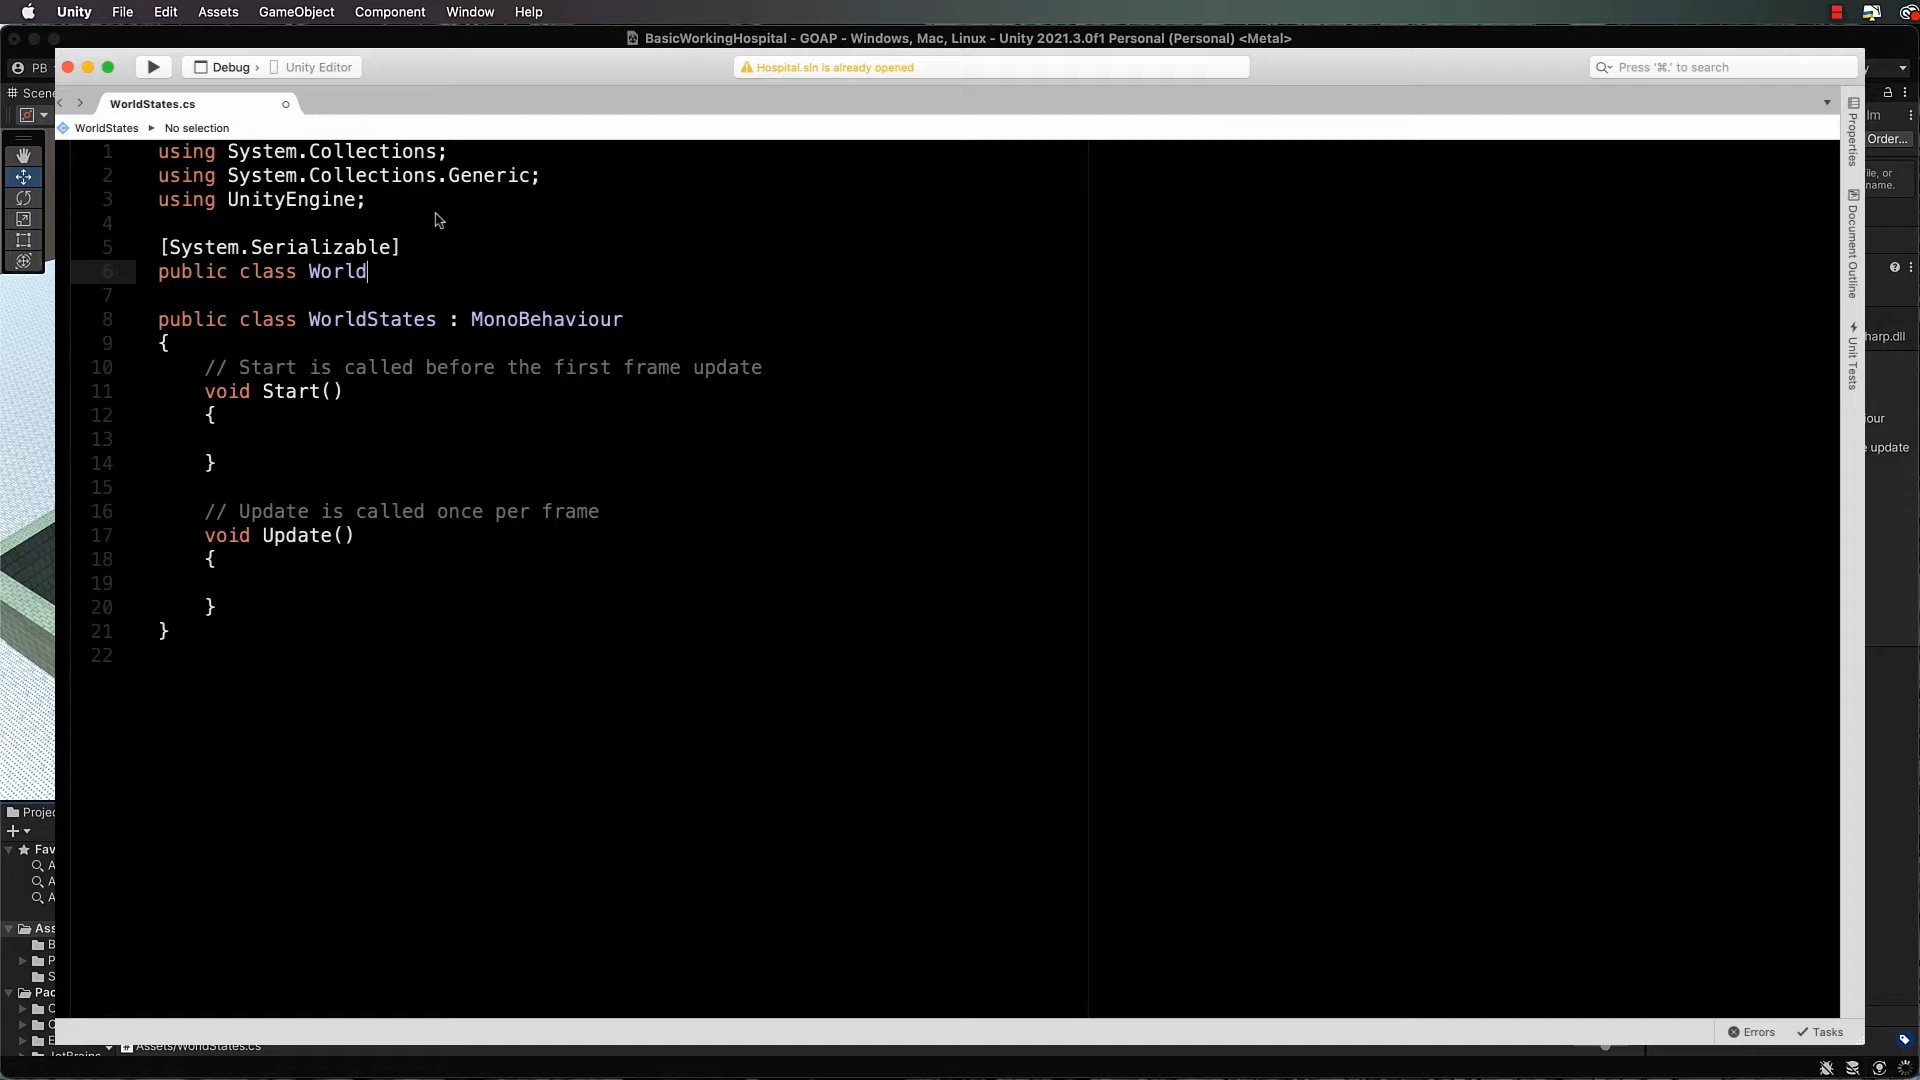 Unity File Edit Assets GameObject Component Window Help
BasicWorkingHospital - GOAP - Windows, Mac, Linux - Unity 2021.3.0f1 Personal (Personal) <Metal>
PB
Debug › Unity Editor
Hospital.sln is already opened
Press '⌘.' to search
# Scene
WorldStates.cs
WorldStates ▸ No selection
1 using System.Collections;
2 using System.Collections.Generic;
3 using UnityEngine;
4
5 [System.Serializable]
6 public class World
7
8 public class WorldStates : MonoBehaviour
9 {
10 // Start is called before the first frame update
11 void Start()
12 {
13
14 }
15
16 // Update is called once per frame
17 void Update()
18 {
19
20 }
21 }
22
Properties
Document Outline
Unit Tests
Im
Order...
file, or
name.
harp.dll
iour
e update
Projec
Fav
A
A
A
Ass
B
P
S
Pac
C
C
E
JetBrains
Assets/WorldStates.cs
Errors Tasks